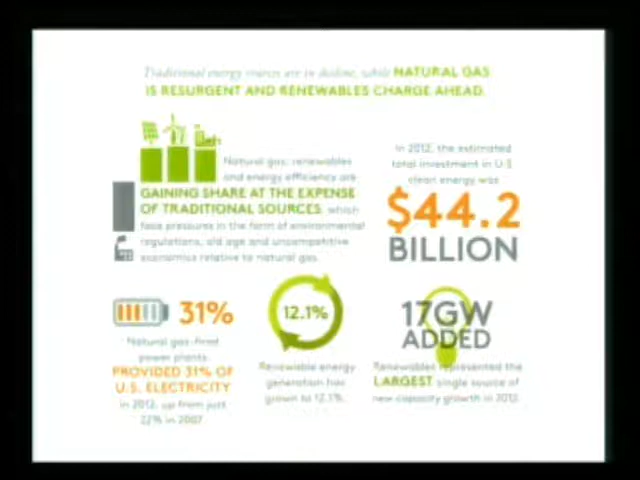 Traditional energy sources are in decline, while NATURAL GAS
IS RESURGENT AND RENEWABLES CHARGE AHEAD.
Natural gas, renewables
and energy efficiency are
GAINING SHARE AT THE EXPENSE
OF TRADITIONAL SOURCES, which
face pressures in the form of environmental
regulations, old age and uncompetitive
economics relative to natural gas.
In 2012, the estimated
total investment in U.S.
clean energy was
$44.2
BILLION
31%
Natural gas-fired
power plants
PROVIDED 31% OF
U.S. ELECTRICITY
in 2012, up from just
22% in 2007.
12.1%
Renewable energy
generation has
grown to 12.1%.
17GW
ADDED
Renewables represented the
LARGEST single source of
new capacity growth in 2012.